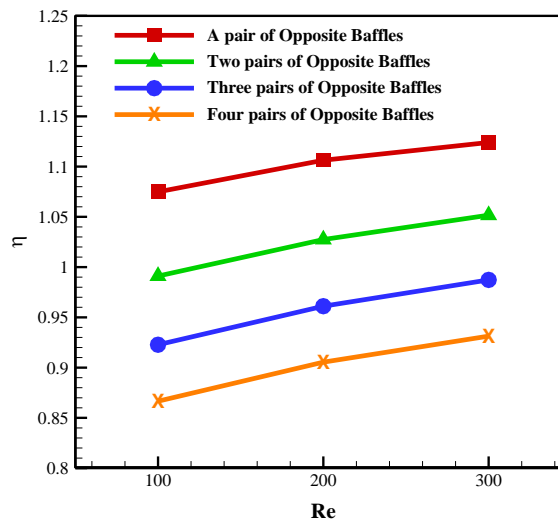 1.25
1.2
1.15
1.1
1.05
1
0.95
0.9
0.85
0.8
η
A pair of Opposite Baffles
Two pairs of Opposite Baffles
Three pairs of Opposite Baffles
Four pairs of Opposite Baffles
100
200
300
Re